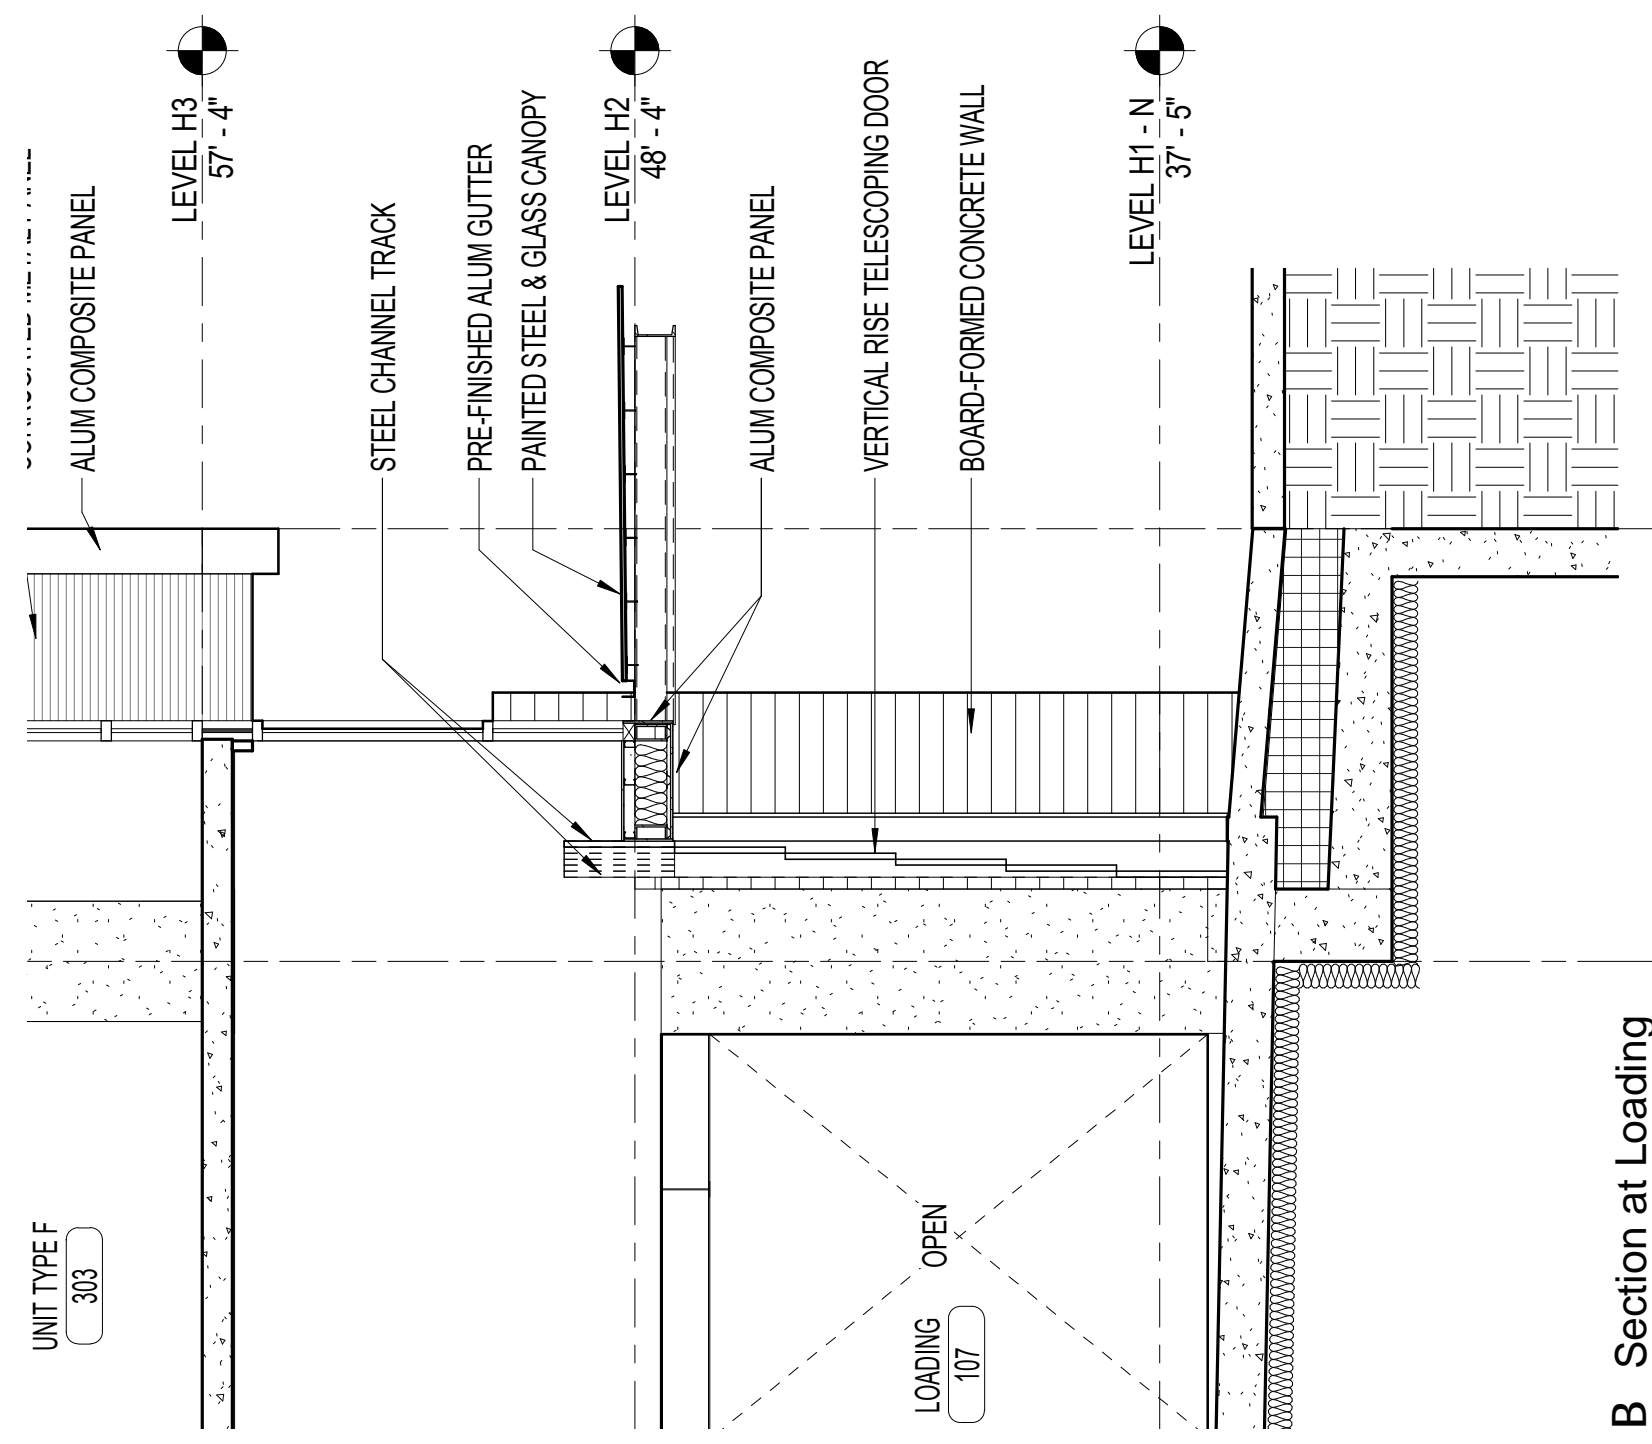 LEVEL H3
57' - 4"
LEVEL H2
48' - 4"
LEVEL H1 - N
37' - 5"
ALUM COMPOSITE PANEL
STEEL CHANNEL TRACK
PRE-FINISHED ALUM GUTTER
PAINTED STEEL & GLASS CANOPY
ALUM COMPOSITE PANEL
VERTICAL RISE TELESCOPING DOOR
BOARD-FORMED CONCRETE WALL
UNIT TYPE F
303
OPEN
LOADING
107
B Section at Loading